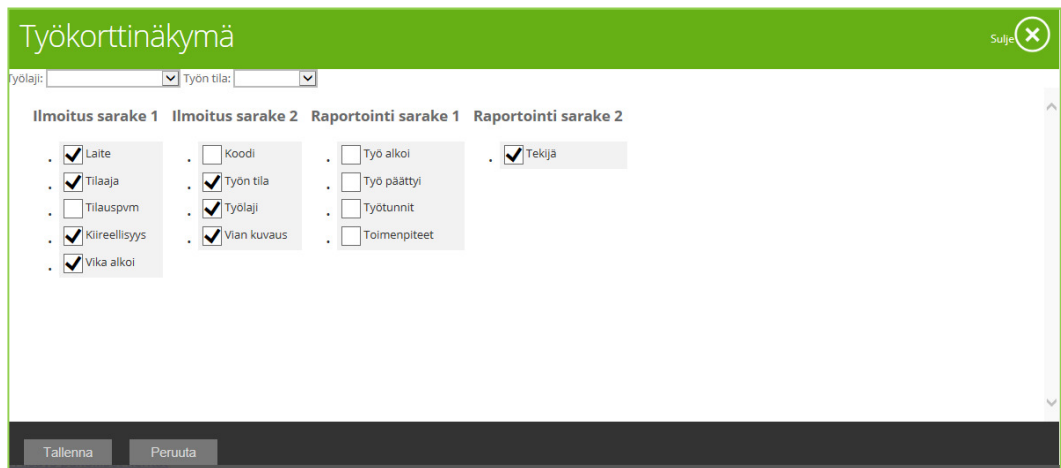 Työkorttinäkymä
Sulje
Työlaji: Työn tila:
Ilmoitus sarake 1 Ilmoitus sarake 2 Raportointi sarake 1 Raportointi sarake 2
Laite Koodi Työ alkoi Tekijä
Tilaaja Työn tila Työ päättyi
Tilauspvm Työlaji Työtunnit
Kiireellisyys Vian kuvaus Toimenpiteet
Vika alkoi
Tallenna Peruuta